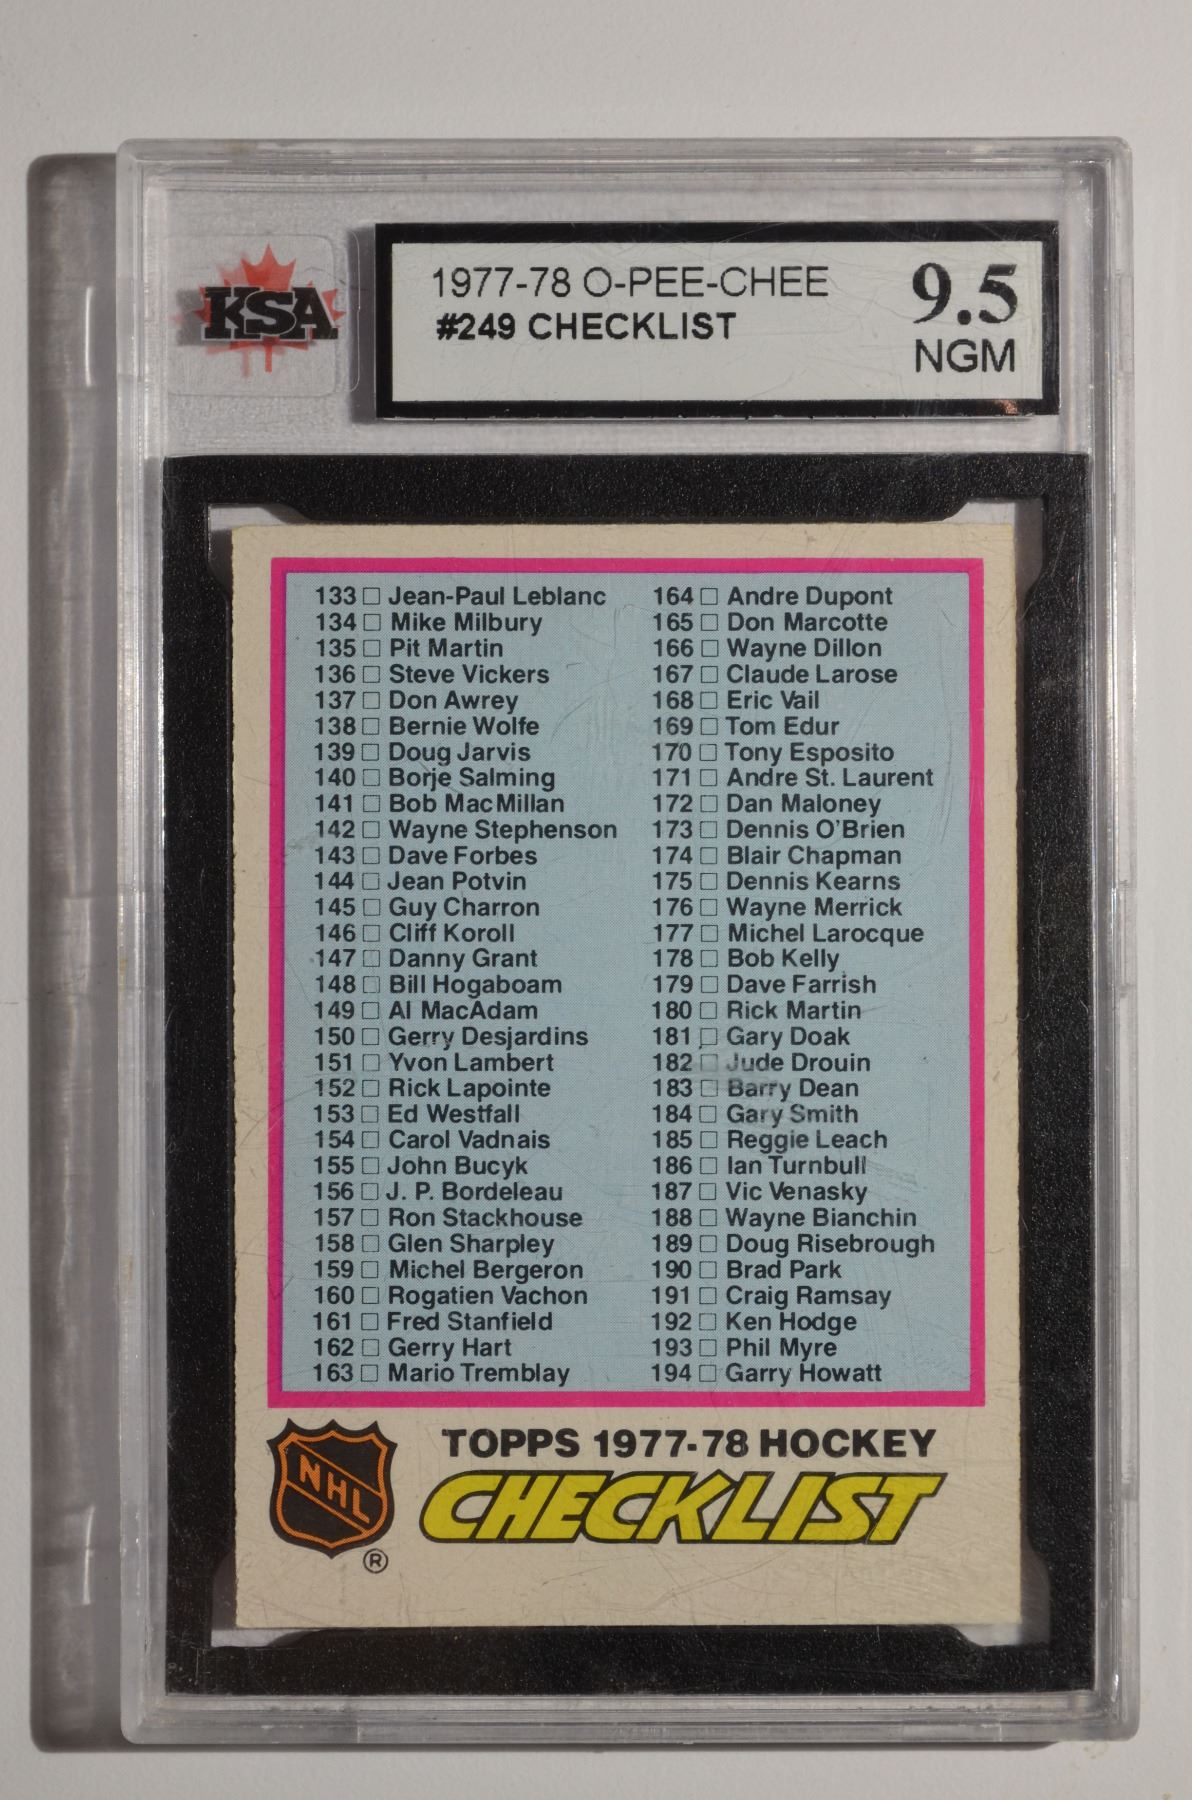 KSA
1977-78 O-PEE-CHEE
#249 CHECKLIST
9.5
NGM
133 Jean-Paul Leblanc
134 Mike Milbury
135 Pit Martin
136 Steve Vickers
137 Don Awrey
138 Bernie Wolfe
139 Doug Jarvis
140 Borje Salming
141 Bob MacMillan
142 Wayne Stephenson
143 Dave Forbes
144 Jean Potvin
145 Guy Charron
146 Cliff Koroll
147 Danny Grant
148 Bill Hogaboam
149 Al MacAdam
150 Gerry Desjardins
151 Yvon Lambert
152 Rick Lapointe
153 Ed Westfall
154 Carol Vadnais
155 John Bucyk
156 J. P. Bordeleau
157 Ron Stackhouse
158 Glen Sharpley
159 Michel Bergeron
160 Rogatien Vachon
161 Fred Stanfield
162 Gerry Hart
163 Mario Tremblay
164 Andre Dupont
165 Don Marcotte
166 Wayne Dillon
167 Claude Larose
168 Eric Vail
169 Tom Edur
170 Tony Esposito
171 Andre St. Laurent
172 Dan Maloney
173 Dennis O'Brien
174 Blair Chapman
175 Dennis Kearns
176 Wayne Merrick
177 Michel Larocque
178 Bob Kelly
179 Dave Farrish
180 Rick Martin
181 Gary Doak
182 Jude Drouin
183 Barry Dean
184 Gary Smith
185 Reggie Leach
186 Ian Turnbull
187 Vic Venasky
188 Wayne Bianchin
189 Doug Risebrough
190 Brad Park
191 Craig Ramsay
192 Ken Hodge
193 Phil Myre
194 Garry Howatt
NHL
®
TOPPS 1977-78 HOCKEY
CHECKLIST